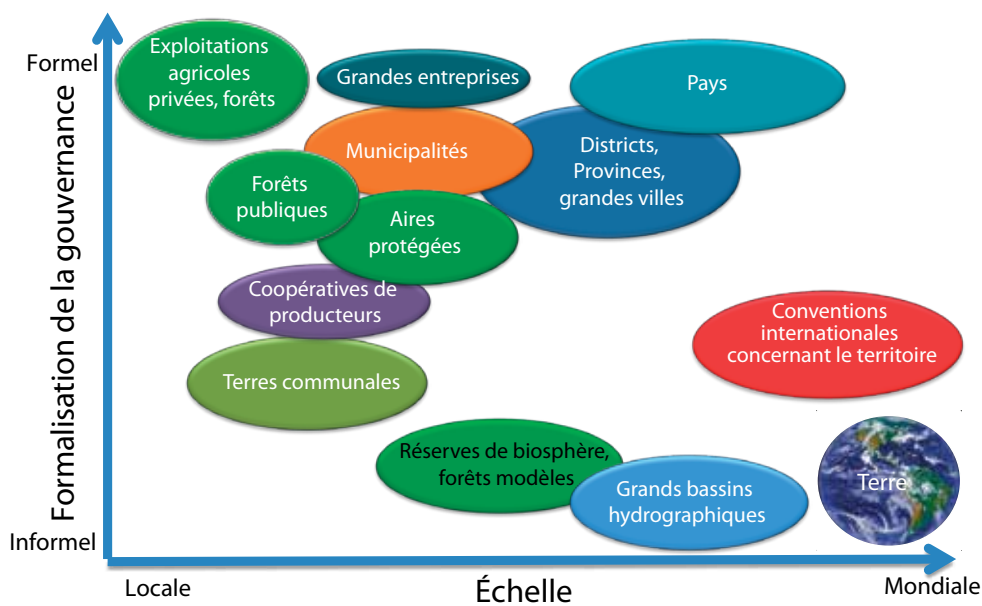 Formalisation de la gouvernance
Formel
Informel
Exploitations
agricoles
privées, forêts
Grandes entreprises
Pays
Municipalités
Districts,
Provinces,
grandes villes
Forêts
publiques
Aires
protégées
Coopératives de
producteurs
Conventions
internationales
concernant le territoire
Terres communales
Réserves de biosphère,
forêts modèles
Grands bassins
hydrographiques
Terre
Locale
Échelle
Mondiale